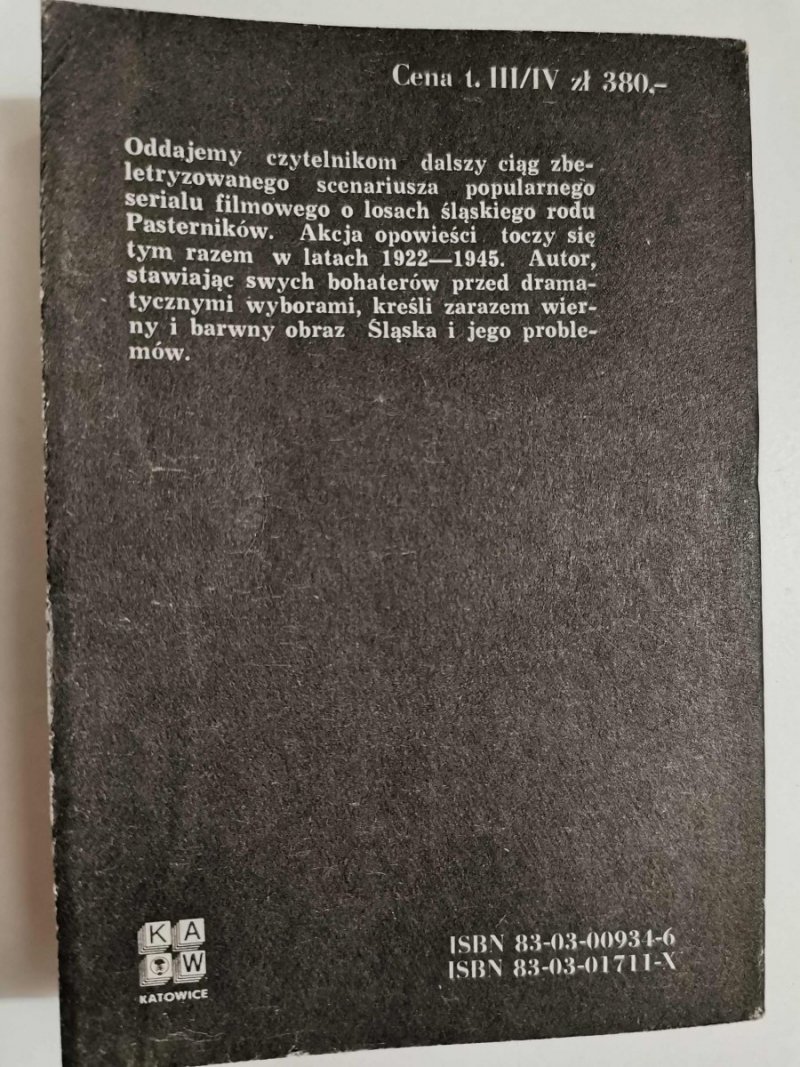 Cena t. III/IV zł 380,-
Oddajemy czytelnikom dalszy ciąg zbe-
letryzowanego scenariusza popularnego
serialu filmowego o losach śląskiego rodu
Pasterników. Akcja opowieści toczy się
tym razem w latach 1922—1945. Autor,
stawiając swych bohaterów przed drama-
tycznymi wyborami, kreśli zarazem wier-
ny i barwny obraz Śląska i jego proble-
mów.
K A
W
KATOWICE
ISBN 83-03-00934-6
ISBN 83-03-01711-X